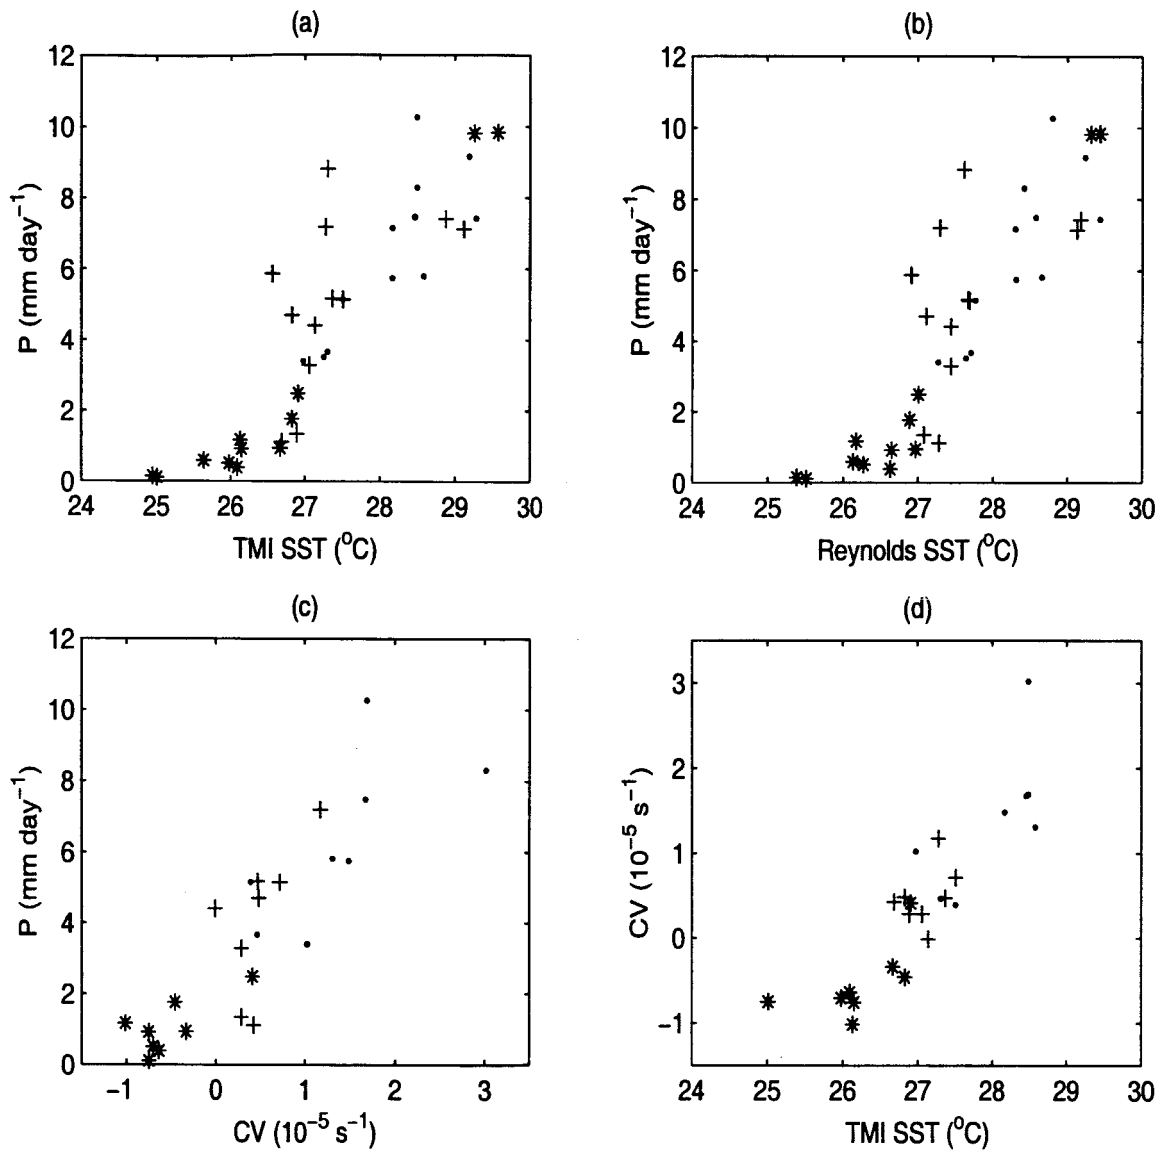 (a)
12
10
8
6
4
2
0
P (mm day⁻¹)
24 25 26 27 28 29 30
TMI SST (⁰C)
(b)
12
10
8
6
4
2
0
P (mm day⁻¹)
24 25 26 27 28 29 30
Reynolds SST (⁰C)
(c)
12
10
8
6
4
2
0
P (mm day⁻¹)
−1 0 1 2 3
CV (10⁻⁵ s⁻¹)
(d)
3
2
1
0
−1
CV (10⁻⁵ s⁻¹)
24 25 26 27 28 29 30
TMI SST (⁰C)